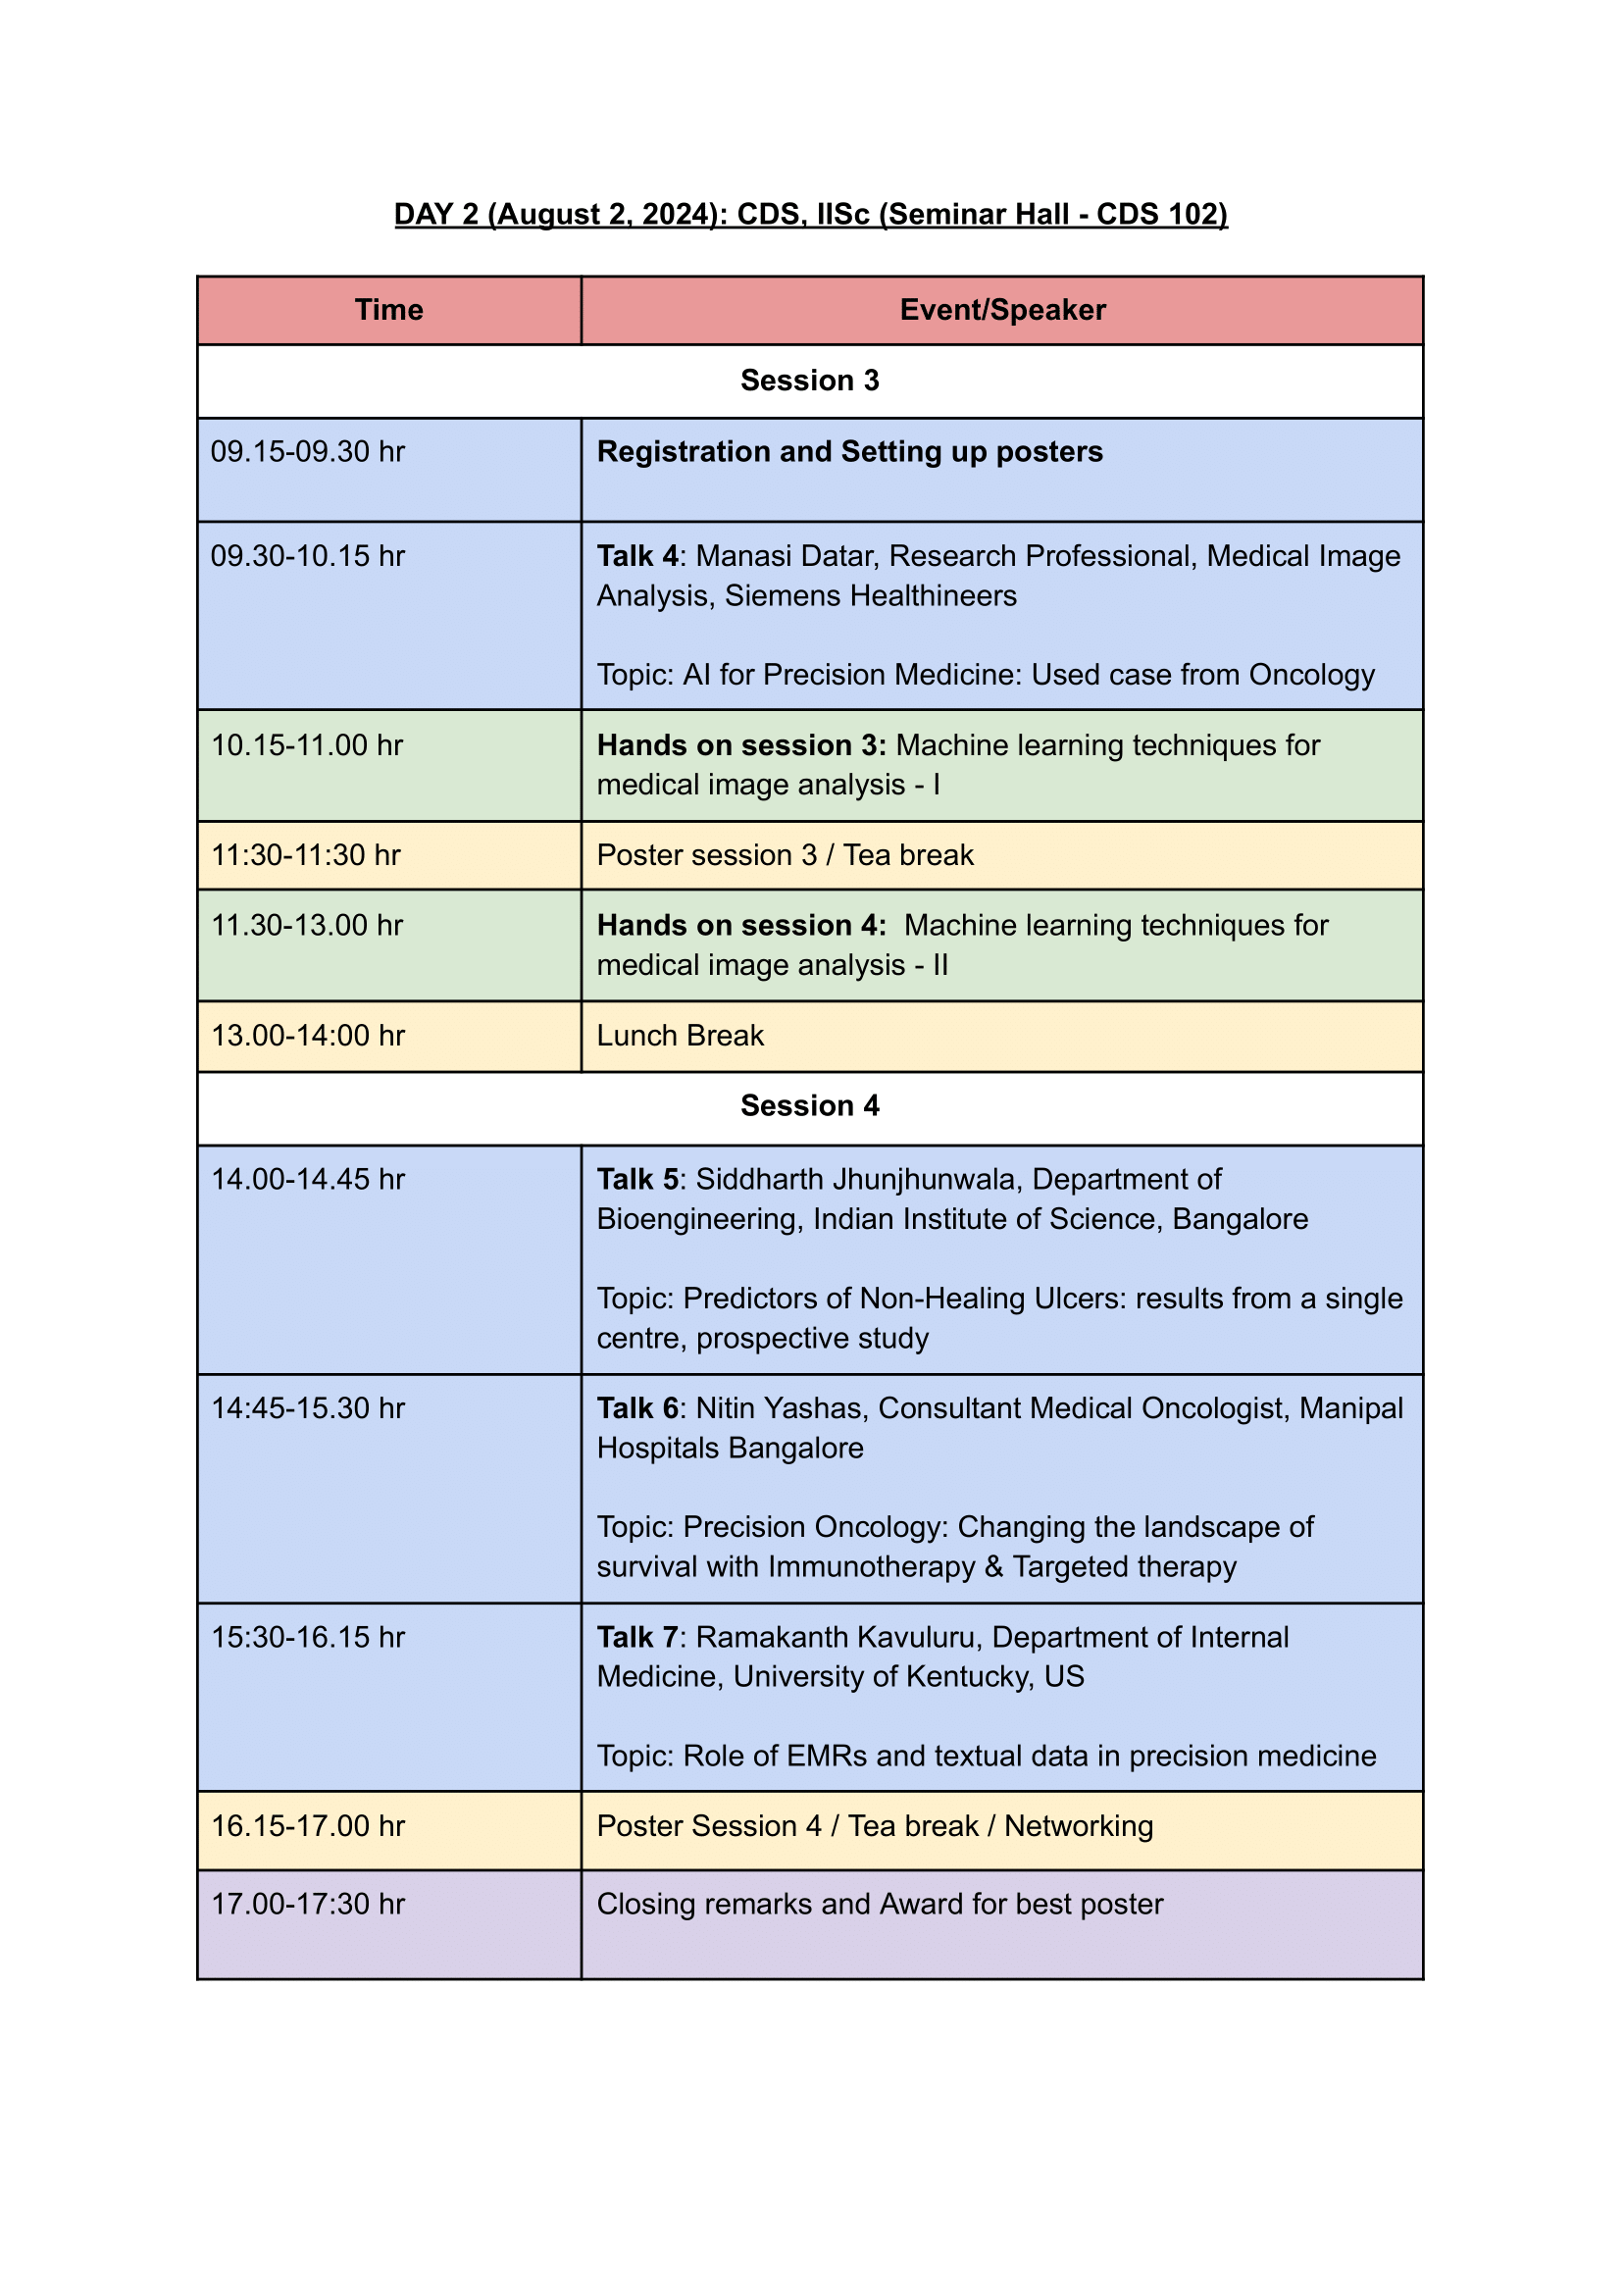 DAY 2 (August 2, 2024): CDS, IISc (Seminar Hall - CDS 102)
Time
Event/Speaker
Session 3
09.15-09.30 hr
Registration and Setting up posters
09.30-10.15 hr
Talk 4: Manasi Datar, Research Professional, Medical Image
Analysis, Siemens Healthineers
Topic: AI for Precision Medicine: Used case from Oncology
10.15-11.00 hr
Hands on session 3: Machine learning techniques for
medical image analysis - I
11:30-11:30 hr
Poster session 3 / Tea break
11.30-13.00 hr
Hands on session 4:  Machine learning techniques for
medical image analysis - II
13.00-14:00 hr
Lunch Break
Session 4
14.00-14.45 hr
Talk 5: Siddharth Jhunjhunwala, Department of
Bioengineering, Indian Institute of Science, Bangalore
Topic: Predictors of Non-Healing Ulcers: results from a single
centre, prospective study
14:45-15.30 hr
Talk 6: Nitin Yashas, Consultant Medical Oncologist, Manipal
Hospitals Bangalore
Topic: Precision Oncology: Changing the landscape of
survival with Immunotherapy & Targeted therapy
15:30-16.15 hr
Talk 7: Ramakanth Kavuluru, Department of Internal
Medicine, University of Kentucky, US
Topic: Role of EMRs and textual data in precision medicine
16.15-17.00 hr
Poster Session 4 / Tea break / Networking
17.00-17:30 hr
Closing remarks and Award for best poster